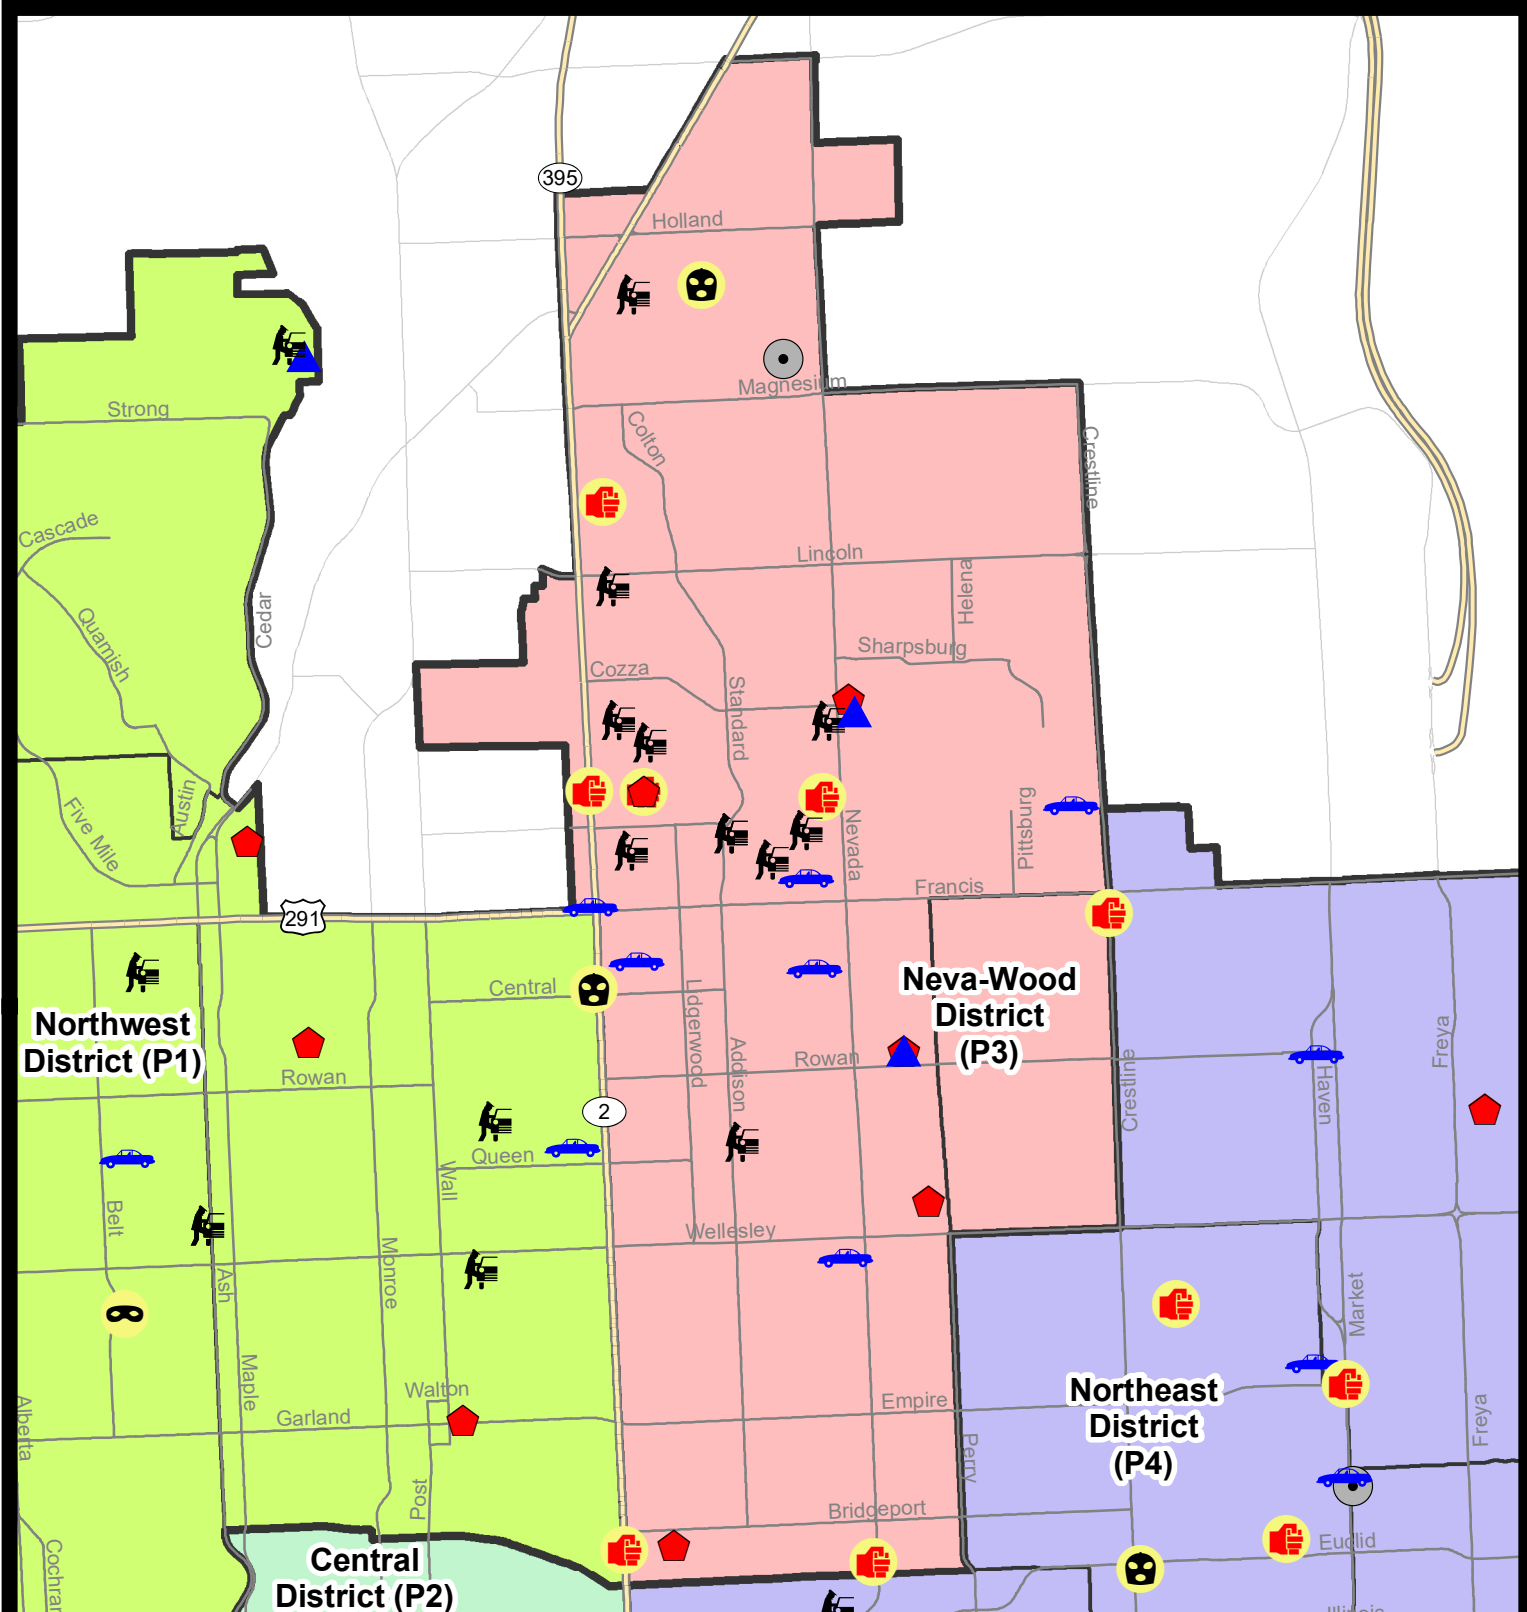 395
Holland
Magnesium
Strong
Colton
Crestline
Cascade
Lincoln
Helena
Quamish
Cedar
Sharpsburg
Cozza
Standard
Austin
Five Mile
Nevada
Pittsburg
Francis
291
Neva-Wood
District
(P3)
Central
Lidgerwood
Northwest
District (P1)
Addison
Rowan
Rowan
Crestline
Haven
Freya
2
Queen
Wall
Belt
Wellesley
Monroe
Ash
Market
Maple
Walton
Garland
Alberta
Empire
Northeast
District
(P4)
Freya
Perry
Post
Bridgeport
Euclid
Central
District (P2)
Cochran
Illinois